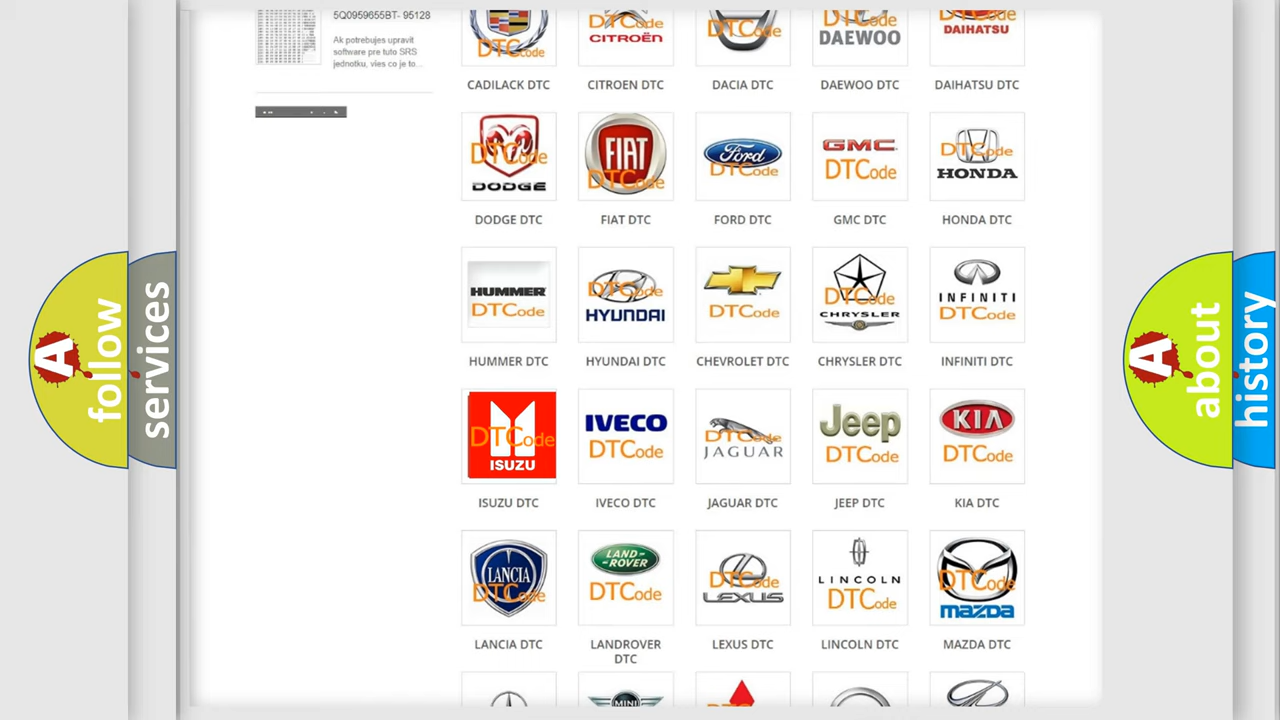 5Q0959655BT- 95128
Ak potrebujes upravit
software pre tuto SRS
jednotku, vies co je to...
DTCode
DTCode
CITROËN
DTCode
DAEWOO
DTCode
DAIHATSU
CADILACK DTC
CITROEN DTC
DACIA DTC
DAEWOO DTC
DAIHATSU DTC
DTCode
DODGE
FIAT
DTCode
Ford
DTCode
GMC
DTCode
DTCode
HONDA
DODGE DTC
FIAT DTC
FORD DTC
GMC DTC
HONDA DTC
HUMMER
DTCode
DTCode
HYUNDAI
DTCode
DTCode
CHRYSLER
INFINITI
DTCode
HUMMER DTC
HYUNDAI DTC
CHEVROLET DTC
CHRYSLER DTC
INFINITI DTC
DTCode
ISUZU
IVECO
DTCode
DTCode
JAGUAR
Jeep
DTCode
KIA
DTCode
ISUZU DTC
IVECO DTC
JAGUAR DTC
JEEP DTC
KIA DTC
LANCIA
DTCode
LAND-
ROVER
DTCode
DTCode
LEXUS
LINCOLN
DTCode
DTCode
mazda
LANCIA DTC
LANDROVER
DTC
LEXUS DTC
LINCOLN DTC
MAZDA DTC
MINI
A follow
services
A about
history